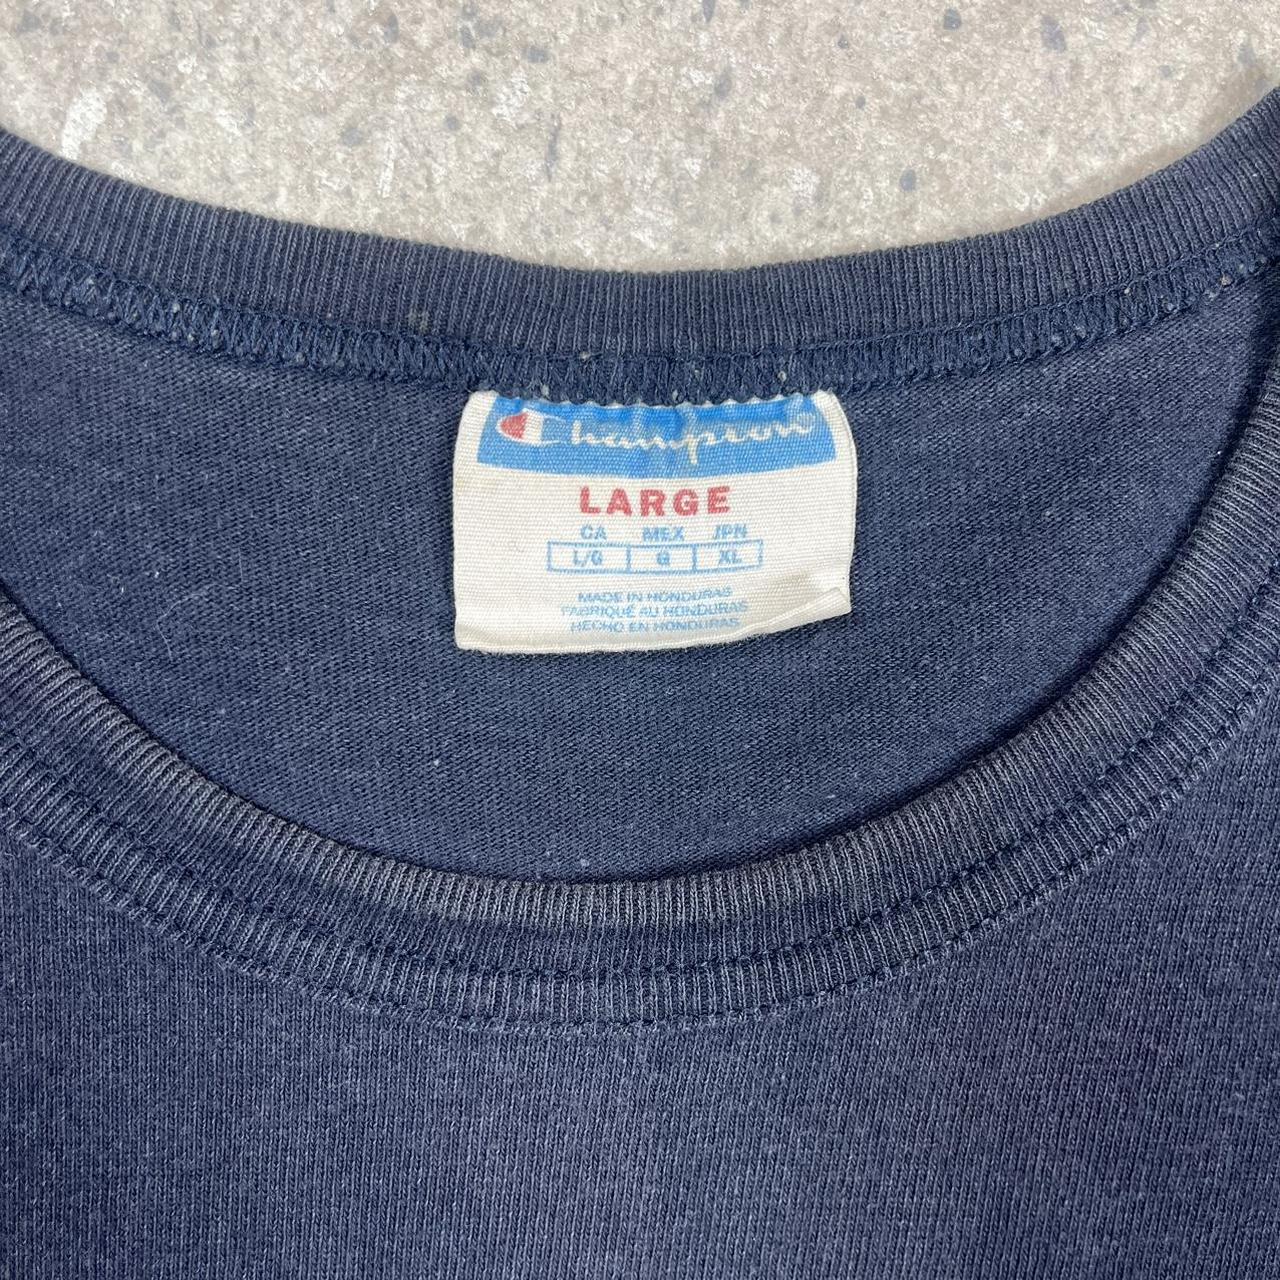 Champion
LARGE
CA MEX JPN
L/G G XL
MADE IN HONDURAS
FABRIQUÉ AU HONDURAS
HECHO EN HONDURAS